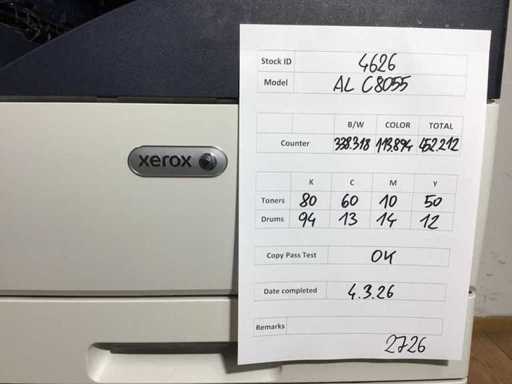 xerox
Stock ID 4626
Model AL C8055
B/W COLOR TOTAL
Counter 338.318 113.894 452.212
K C M Y
Toners 80 60 10 50
Drums 94 13 14 12
Copy Pass Test OK
Date completed 4.3.26
Remarks
2726